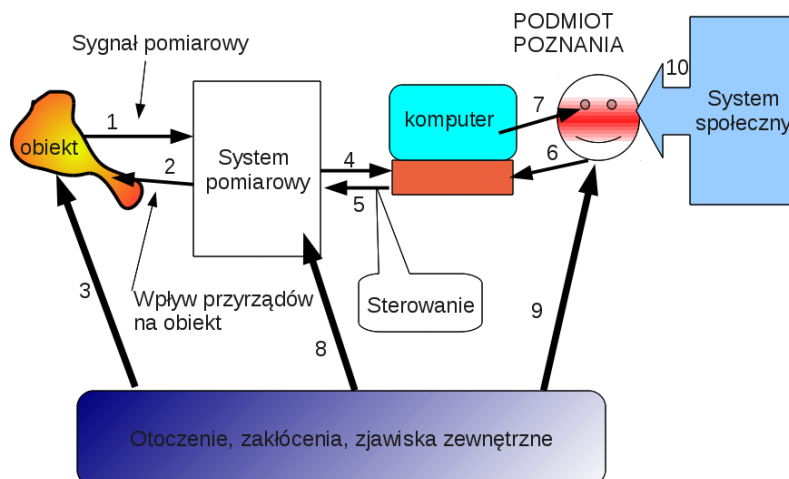 PODMIOT
POZNANIA
Sygnał pomiarowy
10
System
społeczny
7
komputer
1
obiekt
System
pomiarowy
2
4
6
5
3
Wpływ przyrządów
na obiekt
Sterowanie
8
9
Otoczenie, zakłócenia, zjawiska zewnętrzne